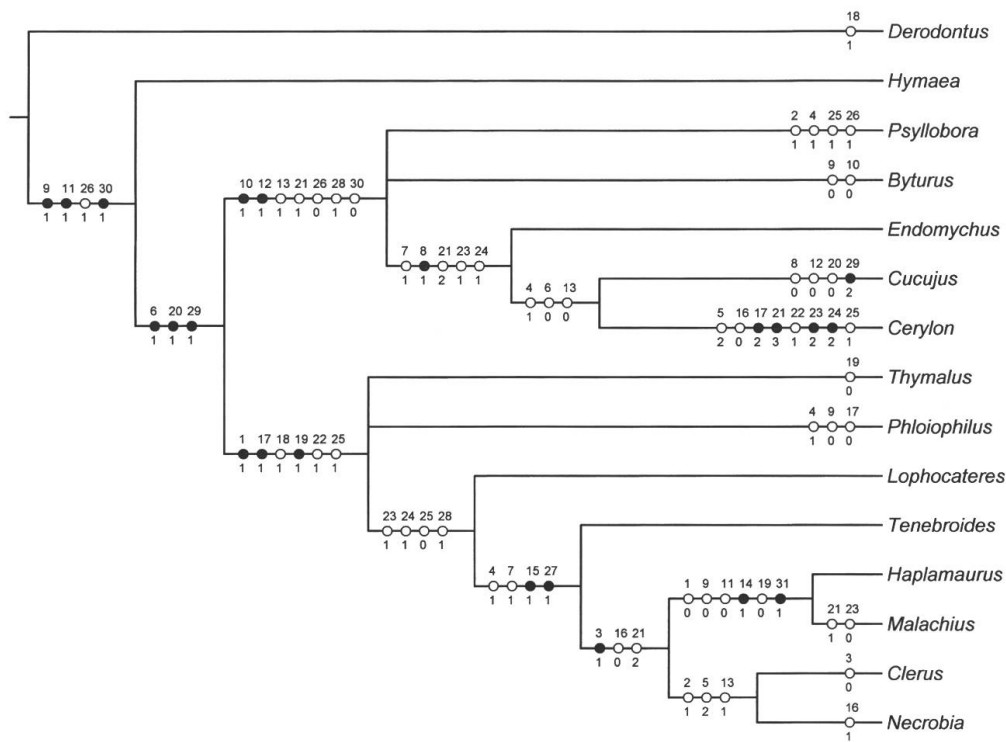 18
1
Derodontus
Hymaea
2 4 25 26
1 1 1 1
Psyllobora
9 10
0 0
Byturus
9 11 26 30
1 1 1 1
10 12 13 21 26 28 30
1 1 1 1 0 1 0
Endomychus
7 8 21 23 24
1 1 2 1 1
8 12 20 29
0 0 0 2
Cucujus
4 6 13
1 0 0
5 16 17 21 22 23 24 25
2 0 2 3 1 2 2 1
Cerylon
6 20 29
1 1 1
19
0
Thymalus
4 9 17
1 0 0
Phloiophilus
1 17 18 19 22 25
1 1 1 1 1 1
Lophocateres
23 24 25 28
1 1 0 1
Tenebroides
4 7 15 27
1 1 1 1
Haplamaurus
1 9 11 14 19 31
0 0 0 1 0 1
21 23
1 0
Malachius
3 16 21
1 0 2
3
0
Clerus
2 5 13
1 2 1
16
1
Necrobia